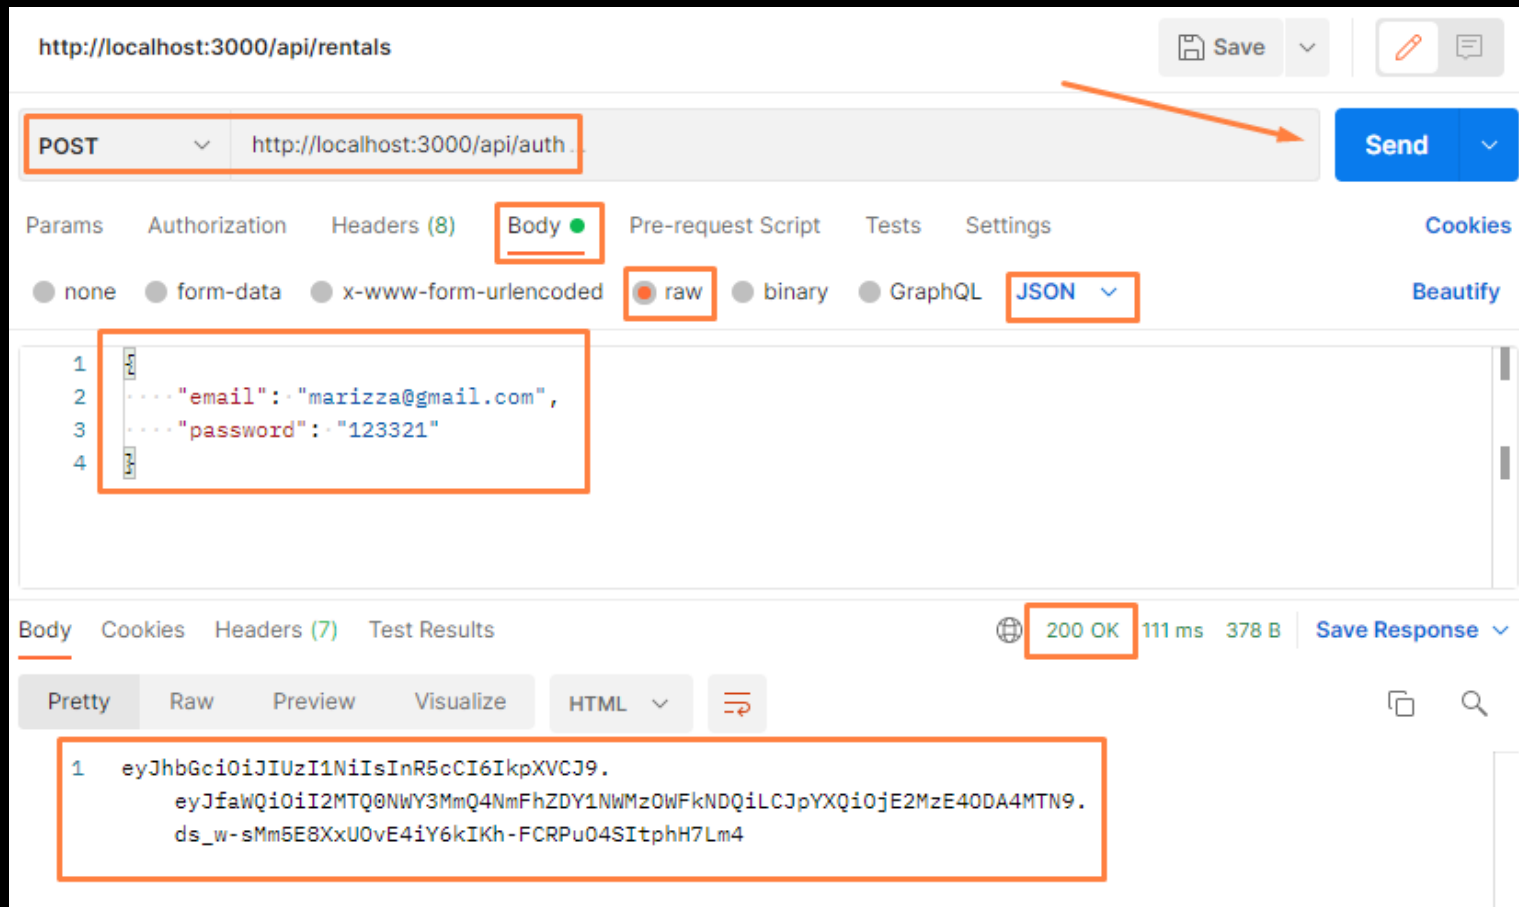 http://localhost:3000/api/rentals
Save
POST http://localhost:3000/api/auth ...
Send
Params Authorization Headers (8) Body Pre-request Script Tests Settings Cookies
none form-data x-www-form-urlencoded raw binary GraphQL JSON Beautify
1 {
2 "email": "marizza@gmail.com",
3 "password": "123321"
4 }
Body Cookies Headers (7) Test Results 200 OK 111 ms 378 B Save Response
Pretty Raw Preview Visualize HTML
1 eyJhbGciOiJIUzI1NiIsInR5cCI6IkpXVCJ9.
eyJfaWQiOiI2MTQ0NWY3MmQ4NmFhZDY1NWMzOWFkNDQiLCJpYXQiOjE2MzE4ODA4MTN9.
ds_w-sMm5E8XxUOvE4iY6kIKh-FCRPuO4SItphH7Lm4